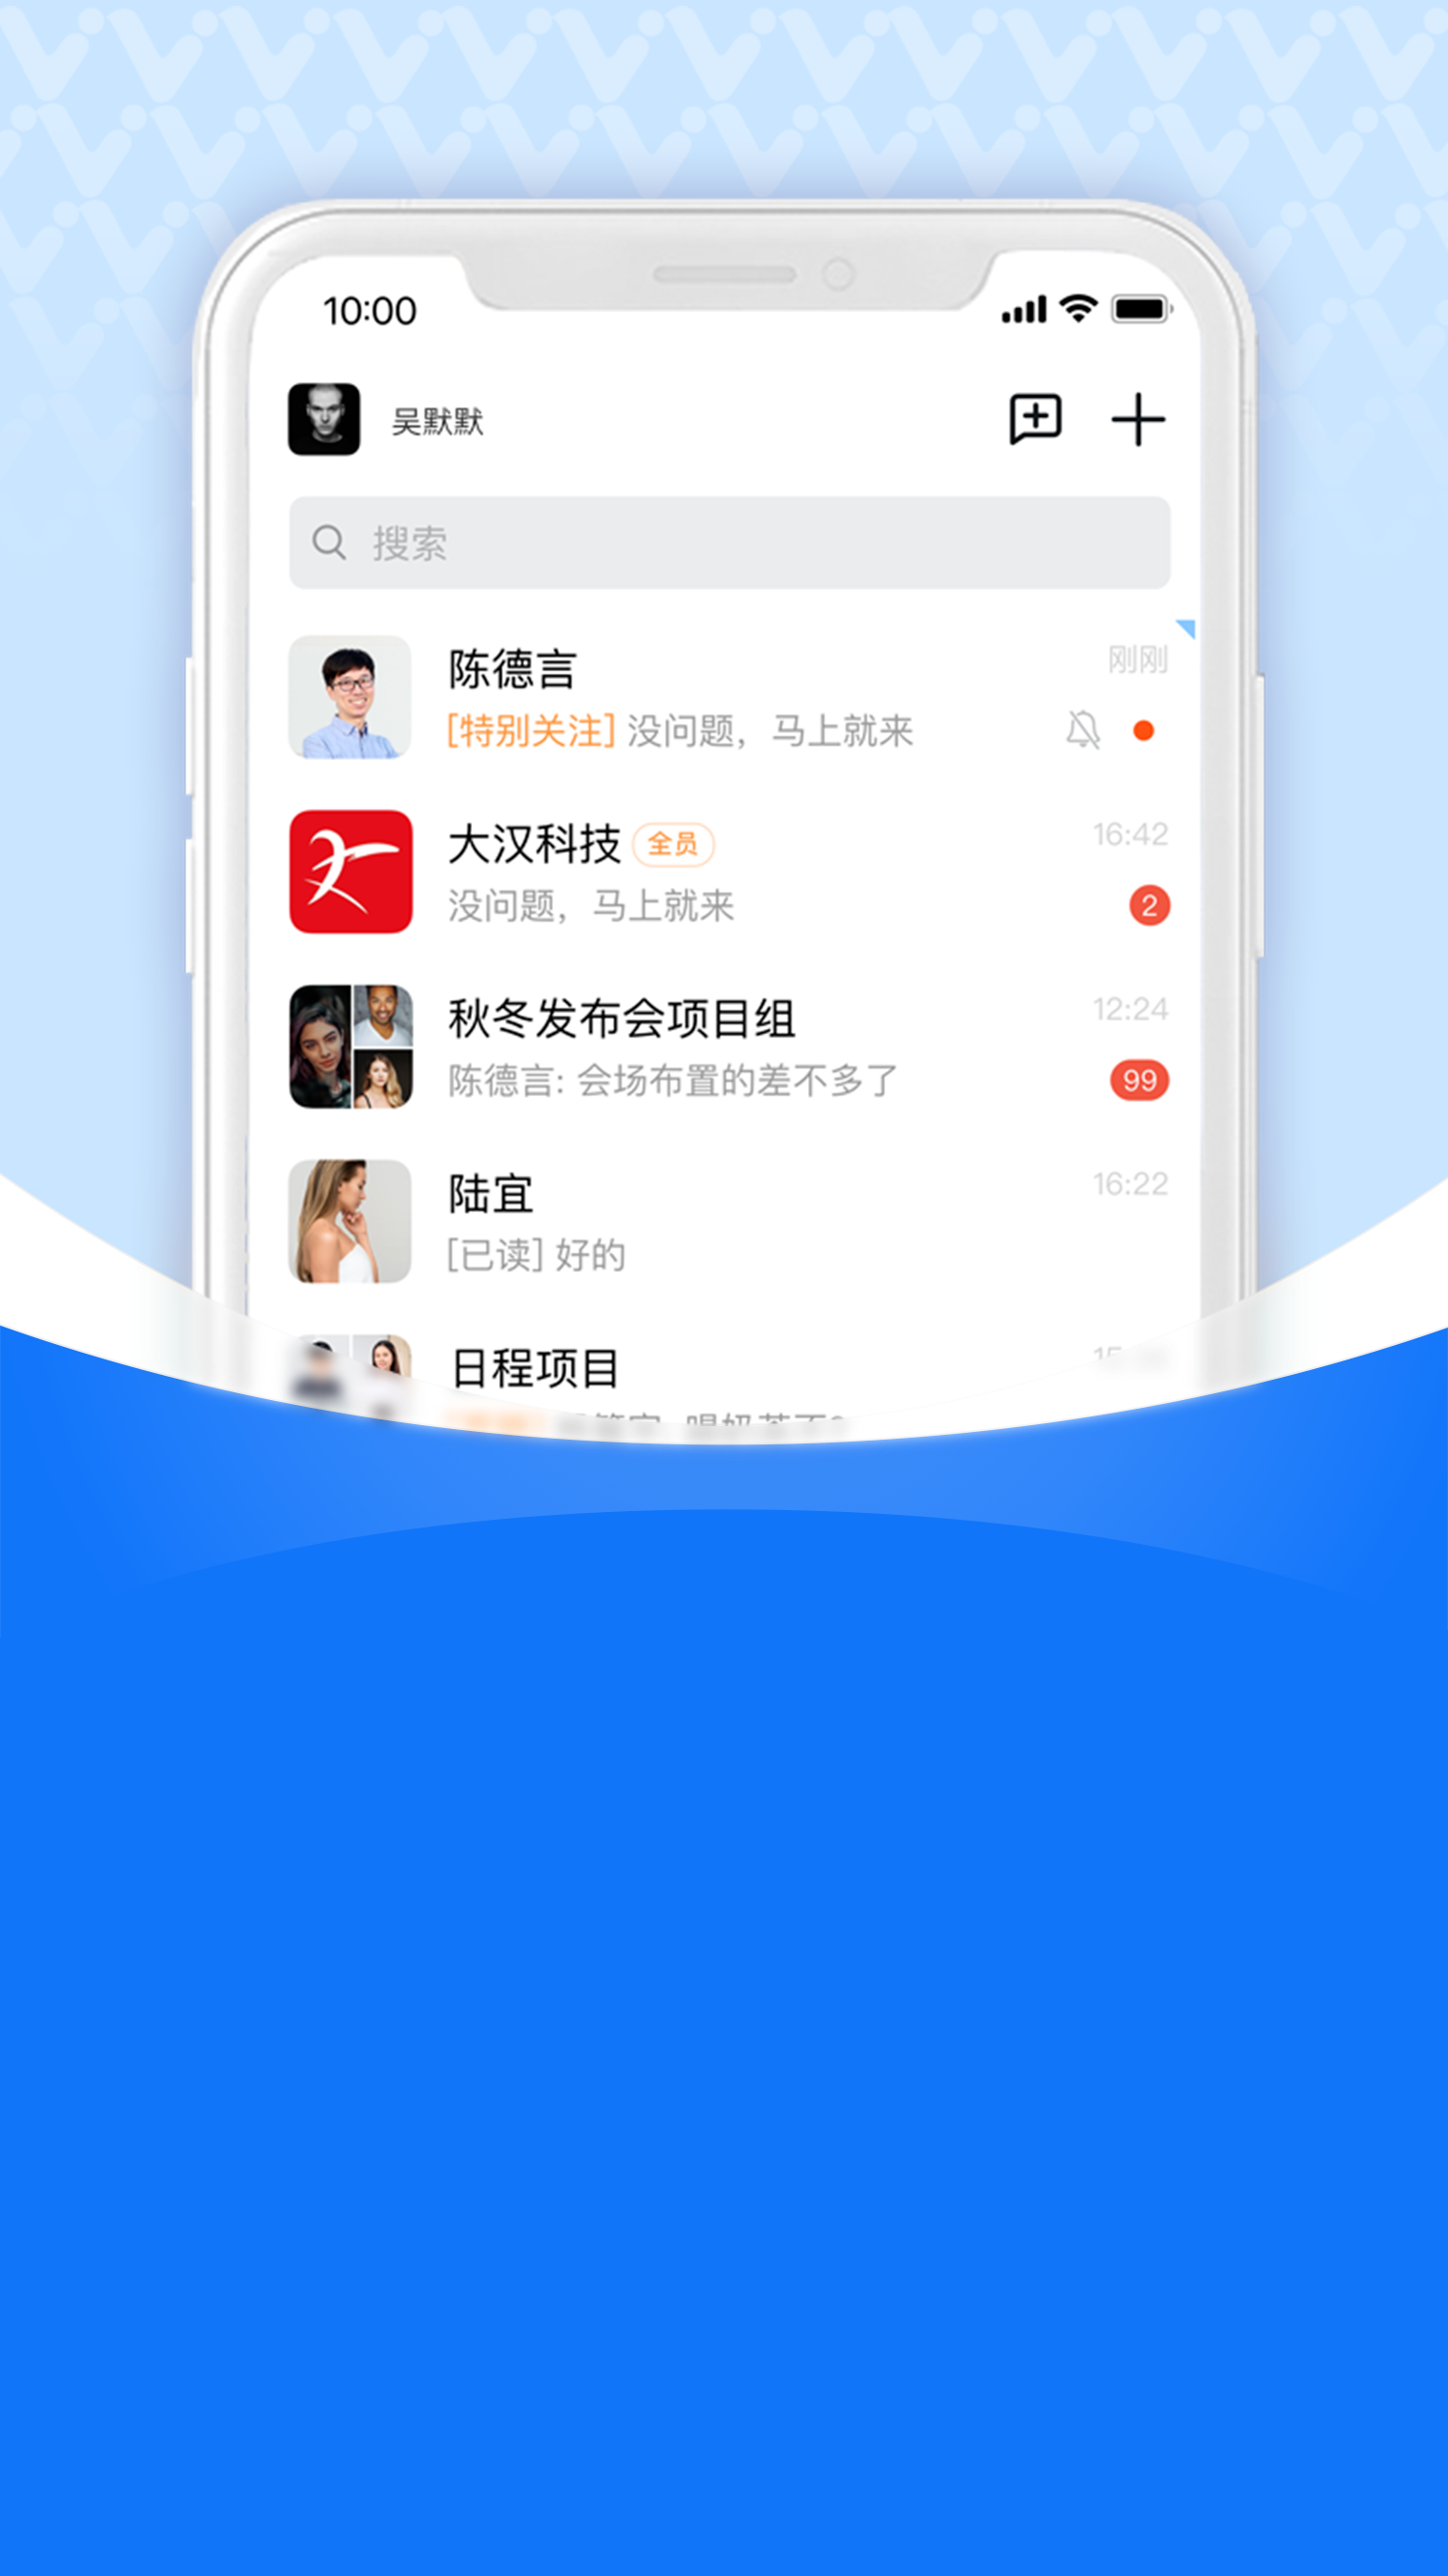 10:00
吴默默
搜索
陈德言
刚刚
[特别关注] 没问题，马上就来
大汉科技 全员
16:42
没问题，马上就来
2
秋冬发布会项目组
12:24
陈德言: 会场布置的差不多了
99
陆宜
16:22
[已读] 好的
日程项目